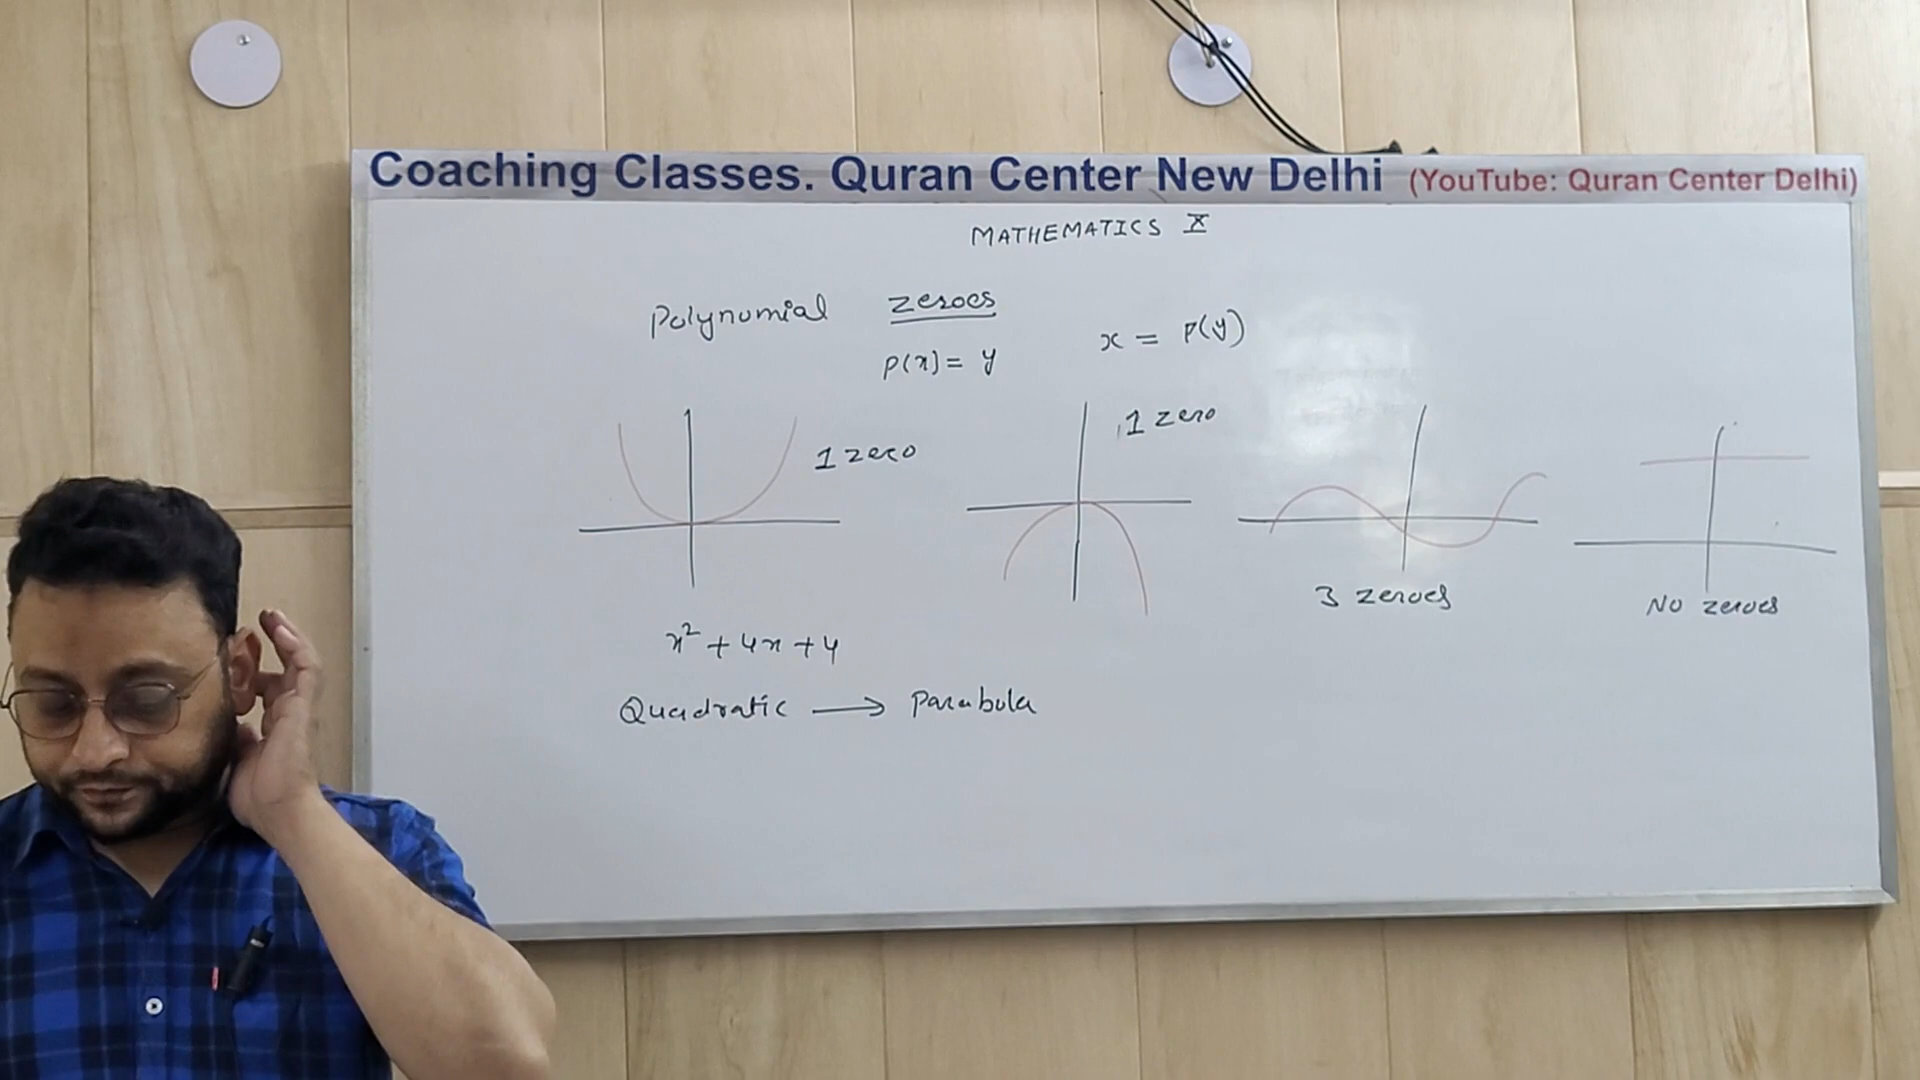 Coaching Classes. Quran Center New Delhi (YouTube: Quran Center Delhi)
MATHEMATICS X
Polynomial zeroes
p(x) = y
x = p(y)
1 zero
1 zero
3 zeroes
No zeroes
x² + 4x + 4
Quadratic → Parabola